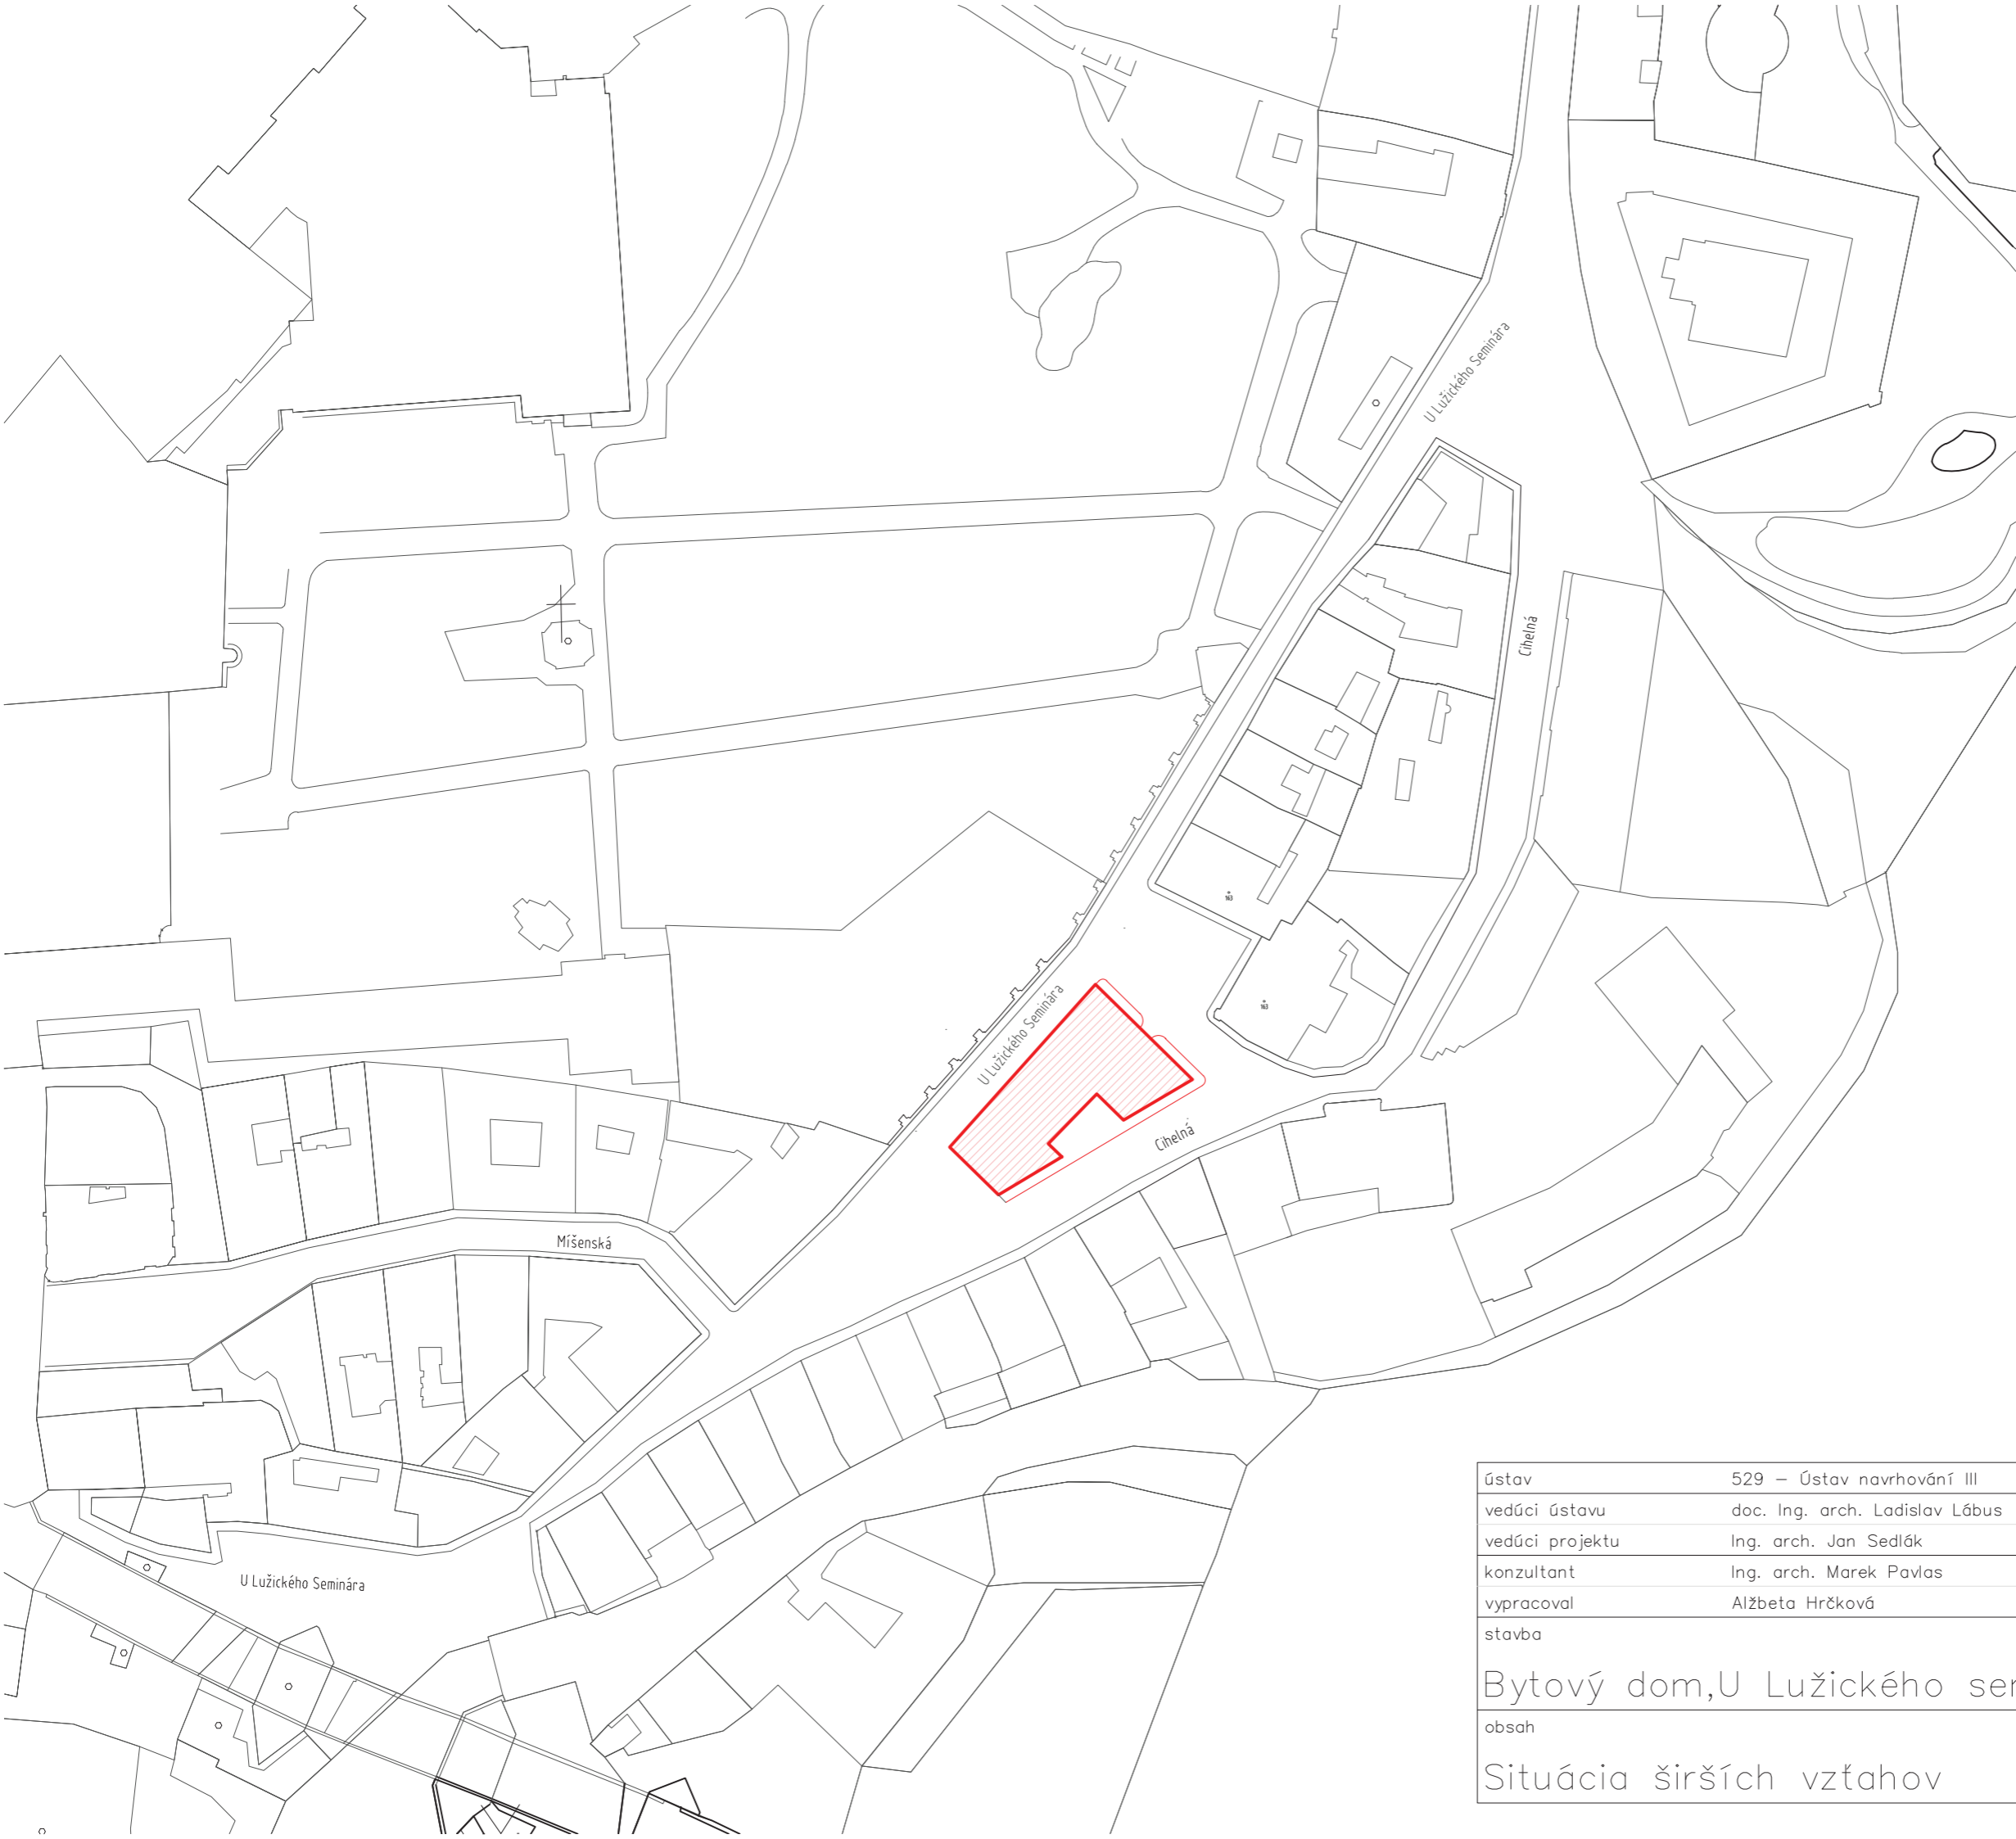 U Lužického Seminára
Cihelná
U Lužického Seminára
Cihelná
Míšenská
U Lužického Seminára
ústav 529 – Ústav navrhování III
vedúci ústavu doc. Ing. arch. Ladislav Lábus
vedúci projektu Ing. arch. Jan Sedlák
konzultant Ing. arch. Marek Pavlas
vypracoval Alžbeta Hrčková
stavba
Bytový dom,U Lužického
obsah
Situácia širších vzťahov